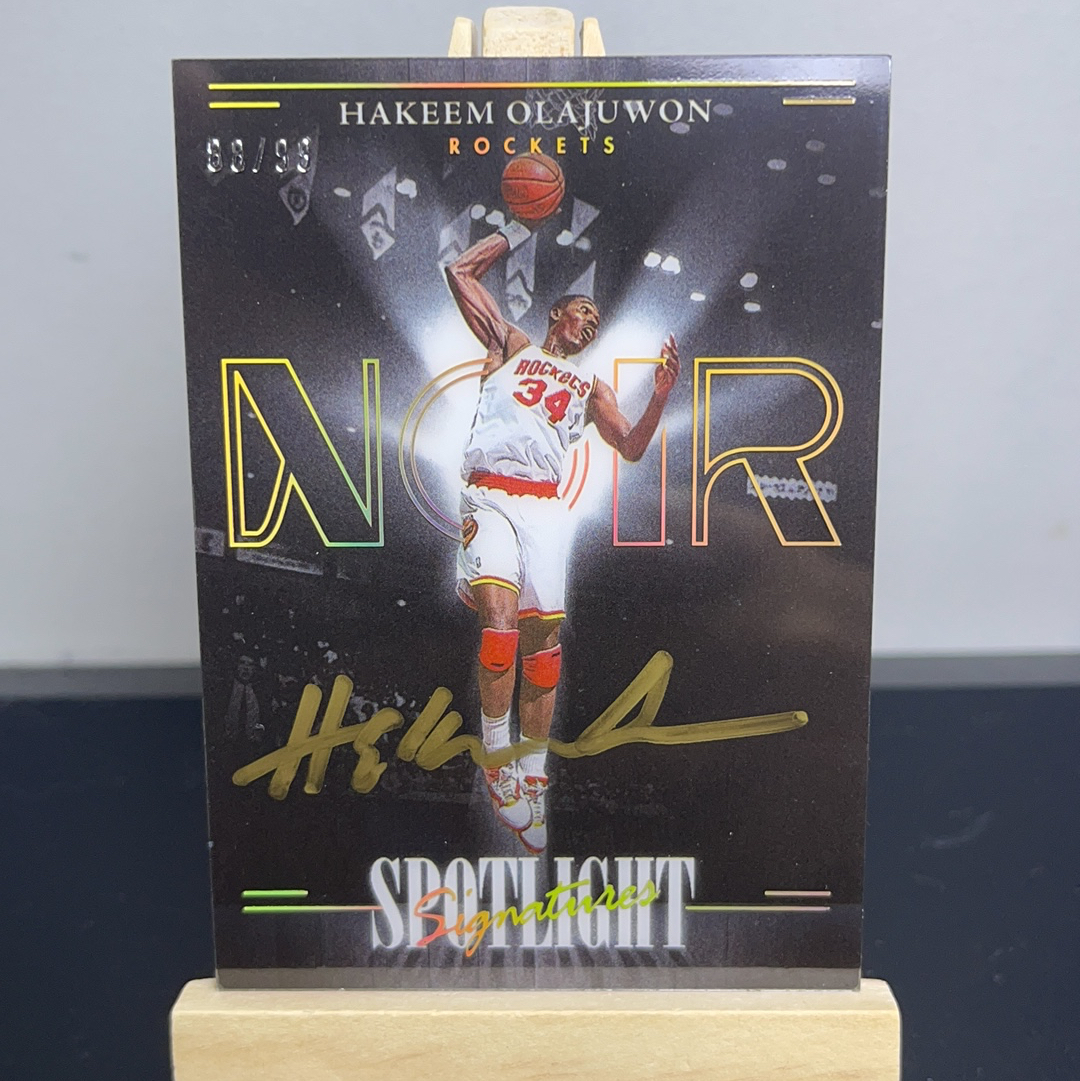 HAKEEM OLAJUWON
ROCKETS
NOIR
ROCKETS
34
SPOTLIGHT
Signatures